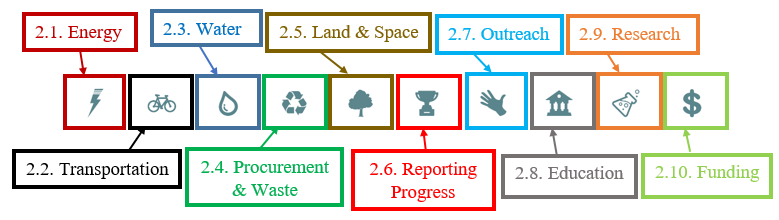 2.1. Energy
2.3. Water
2.5. Land & Space
2.7. Outreach
2.9. Research
2.2. Transportation
2.4. Procurement
& Waste
2.6. Reporting
Progress
2.8. Education
2.10. Funding